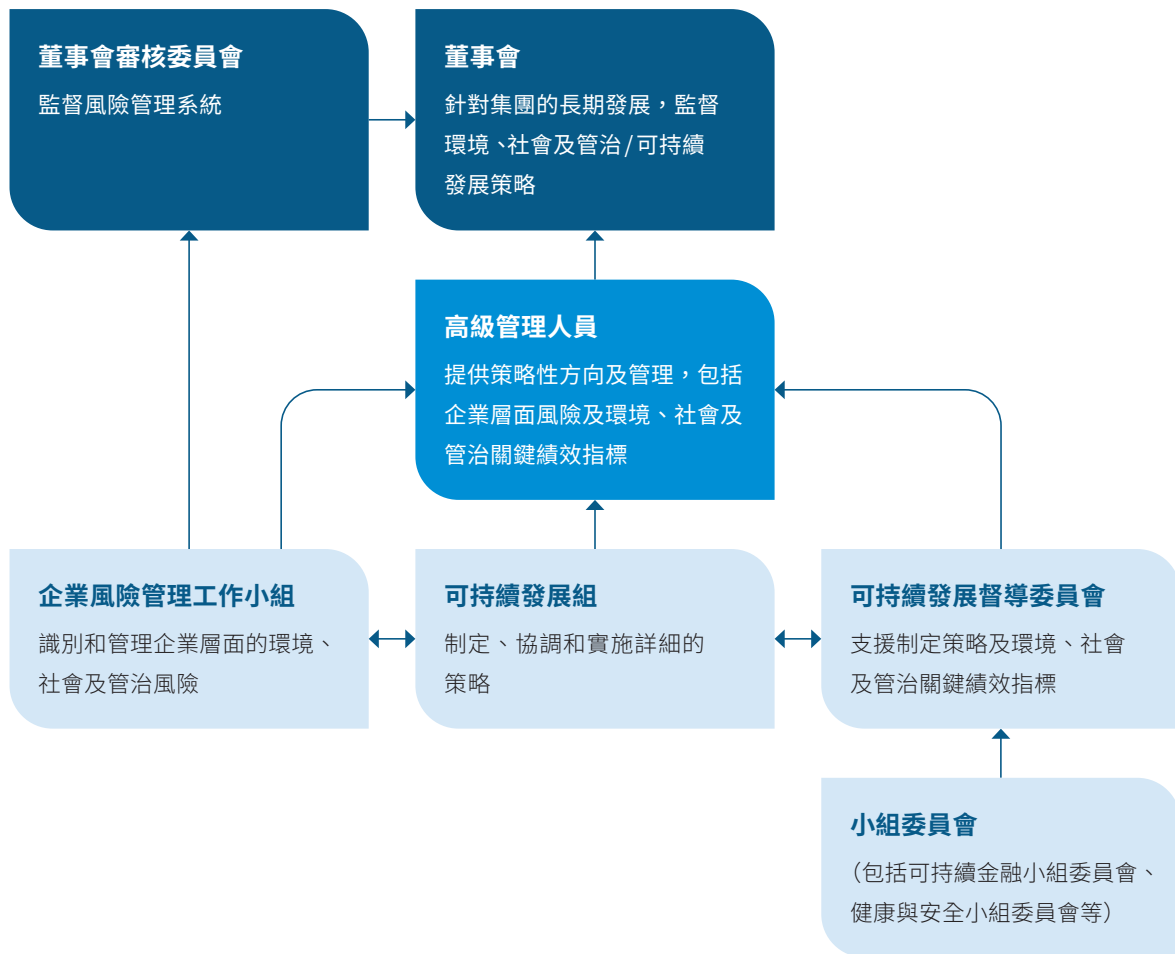 董事會審核委員會
監督風險管理系統
董事會
針對集團的長期發展，監督
環境、社會及管治/可持續
發展策略
高級管理人員
提供策略性方向及管理，包括
企業層面風險及環境、社會及
管治關鍵績效指標
企業風險管理工作小組
識別和管理企業層面的環境、
社會及管治風險
可持續發展組
制定、協調和實施詳細的
策略
可持續發展督導委員會
支援制定策略及環境、社會
及管治關鍵績效指標
小組委員會
（包括可持續金融小組委員會、
健康與安全小組委員會等）